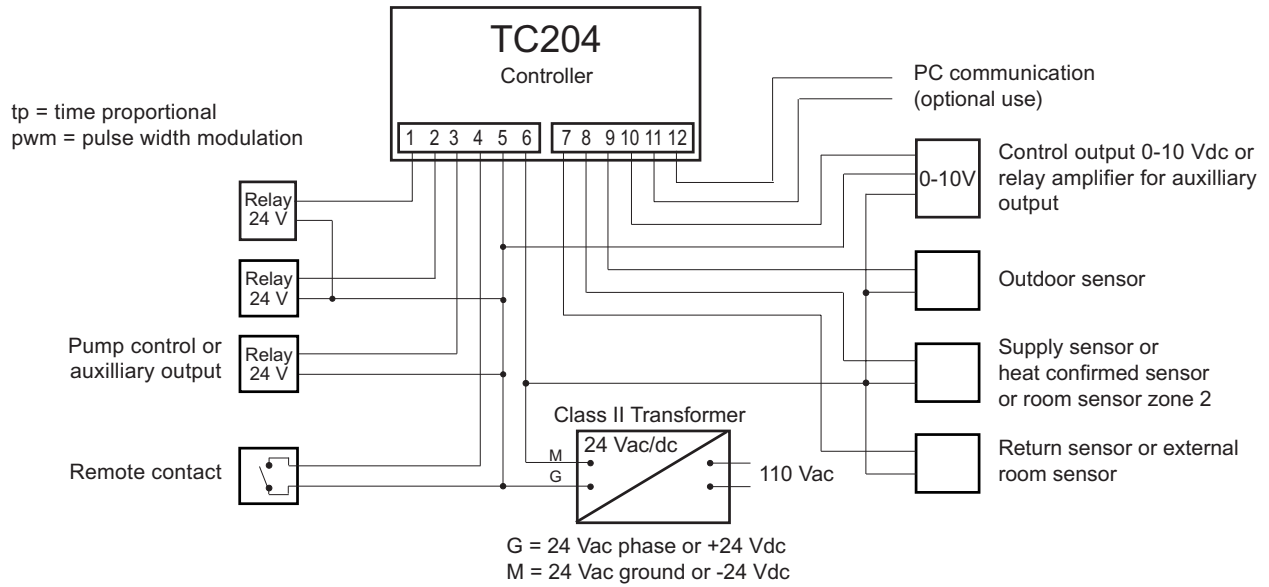 TC204
Controller
tp = time proportional
pwm = pulse width modulation
1 2 3 4 5 6 7 8 9 10 11 12
PC communication
(optional use)
Relay
24 V
0-10V
Control output 0-10 Vdc or
relay amplifier for auxilliary
output
Relay
24 V
Outdoor sensor
Pump control or
auxilliary output
Relay
24 V
Supply sensor or
heat confirmed sensor
or room sensor zone 2
Class II Transformer
24 Vac/dc
M
G
110 Vac
Remote contact
Return sensor or external
room sensor
G = 24 Vac phase or +24 Vdc
M = 24 Vac ground or -24 Vdc